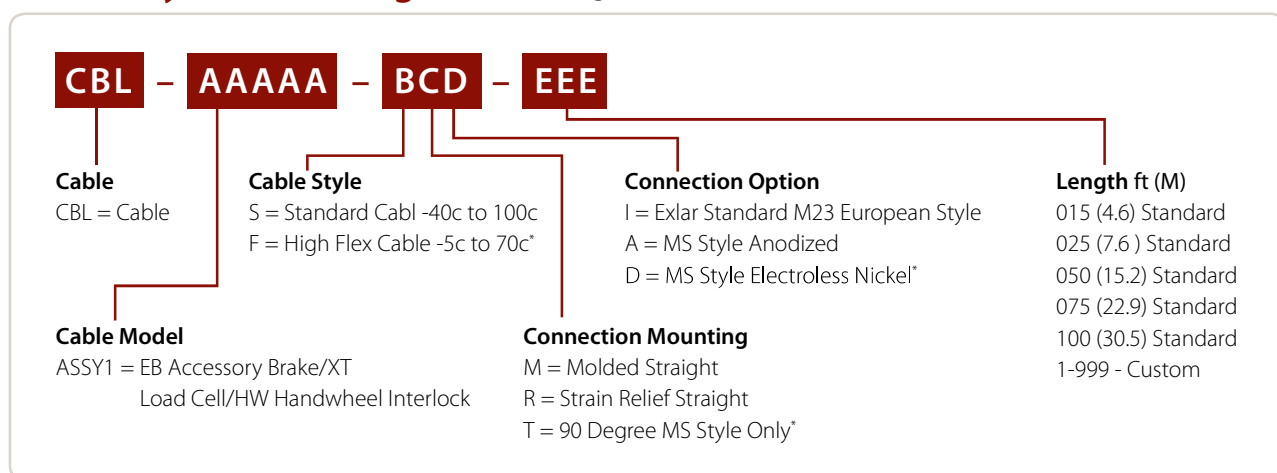 CBL – AAAAA – BCD – EEE
Cable
CBL = Cable
Cable Style
S = Standard Cabl -40c to 100c
F = High Flex Cable -5c to 70c*
Connection Option
I = Exlar Standard M23 European Style
A = MS Style Anodized
D = MS Style Electroless Nickel*
Length ft (M)
015 (4.6) Standard
025 (7.6 ) Standard
050 (15.2) Standard
075 (22.9) Standard
100 (30.5) Standard
1-999 - Custom
Cable Model
ASSY1 = EB Accessory Brake/XT
Load Cell/HW Handwheel Interlock
Connection Mounting
M = Molded Straight
R = Strain Relief Straight
T = 90 Degree MS Style Only*